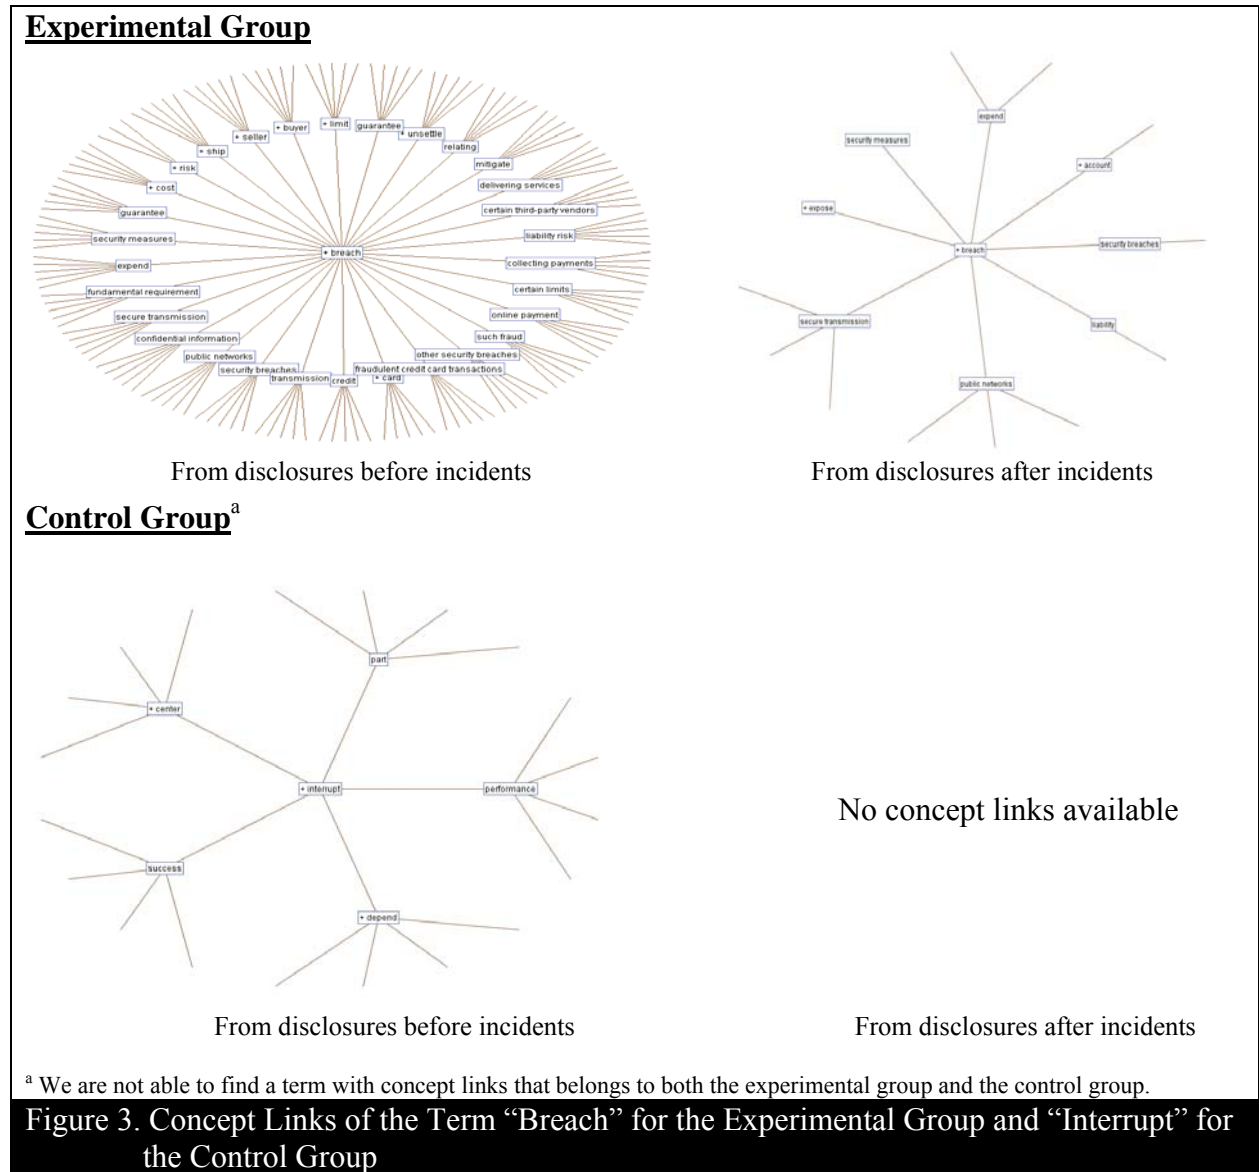 Experimental Group
+ limit
+ buyer
guarantee
+ unsettle
+ seller
relating
+ ship
mitigate
+ risk
delivering services
+ cost
certain third-party vendors
guarantee
liability risk
security measures
+ breach
collecting payments
expend
certain limits
fundamental requirement
online payment
secure transmission
such fraud
confidential information
other security breaches
public networks
fraudulent credit card transactions
security breaches
transmission
credit
+ card
expend
security measures
+ account
+ expose
+ breach
security breaches
secure transmission
liability
public networks
From disclosures before incidents
From disclosures after incidents
Control Groupa
part
+ center
+ interrupt
performance
success
+ depend
No concept links available
From disclosures before incidents
From disclosures after incidents
a We are not able to find a term with concept links that belongs to both the experimental group and the control group.
Figure 3. Concept Links of the Term “Breach” for the Experimental Group and “Interrupt” for
the Control Group